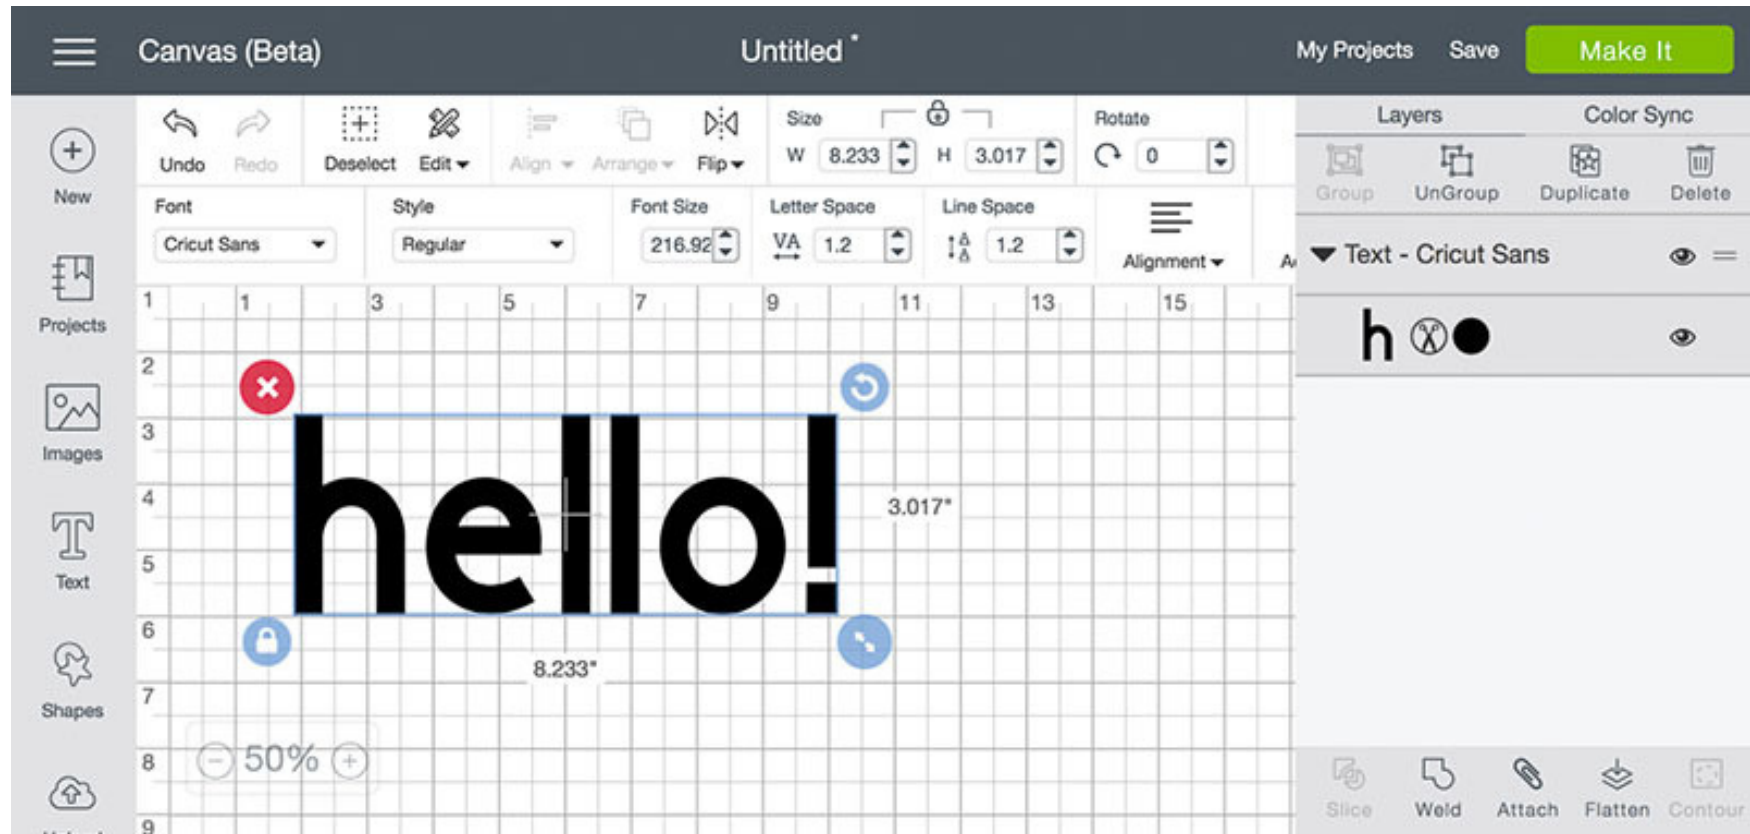 Canvas (Beta) Untitled * My Projects Save Make It
Undo Redo Deselect Edit Align Arrange Flip
Size W 8.233 H 3.017
Rotate 0
Font Style Font Size Letter Space Line Space
Cricut Sans Regular 216.92 VA 1.2 A A 1.2 Alignment
New
Projects
Images
Text
Shapes
1 1 3 5 7 9 11 13 15
2
3
4
5
6
7
8
9
hello!
3.017"
8.233"
50%
Layers Color Sync
Group UnGroup Duplicate Delete
Text - Cricut Sans
h
Slice Weld Attach Flatten Contour